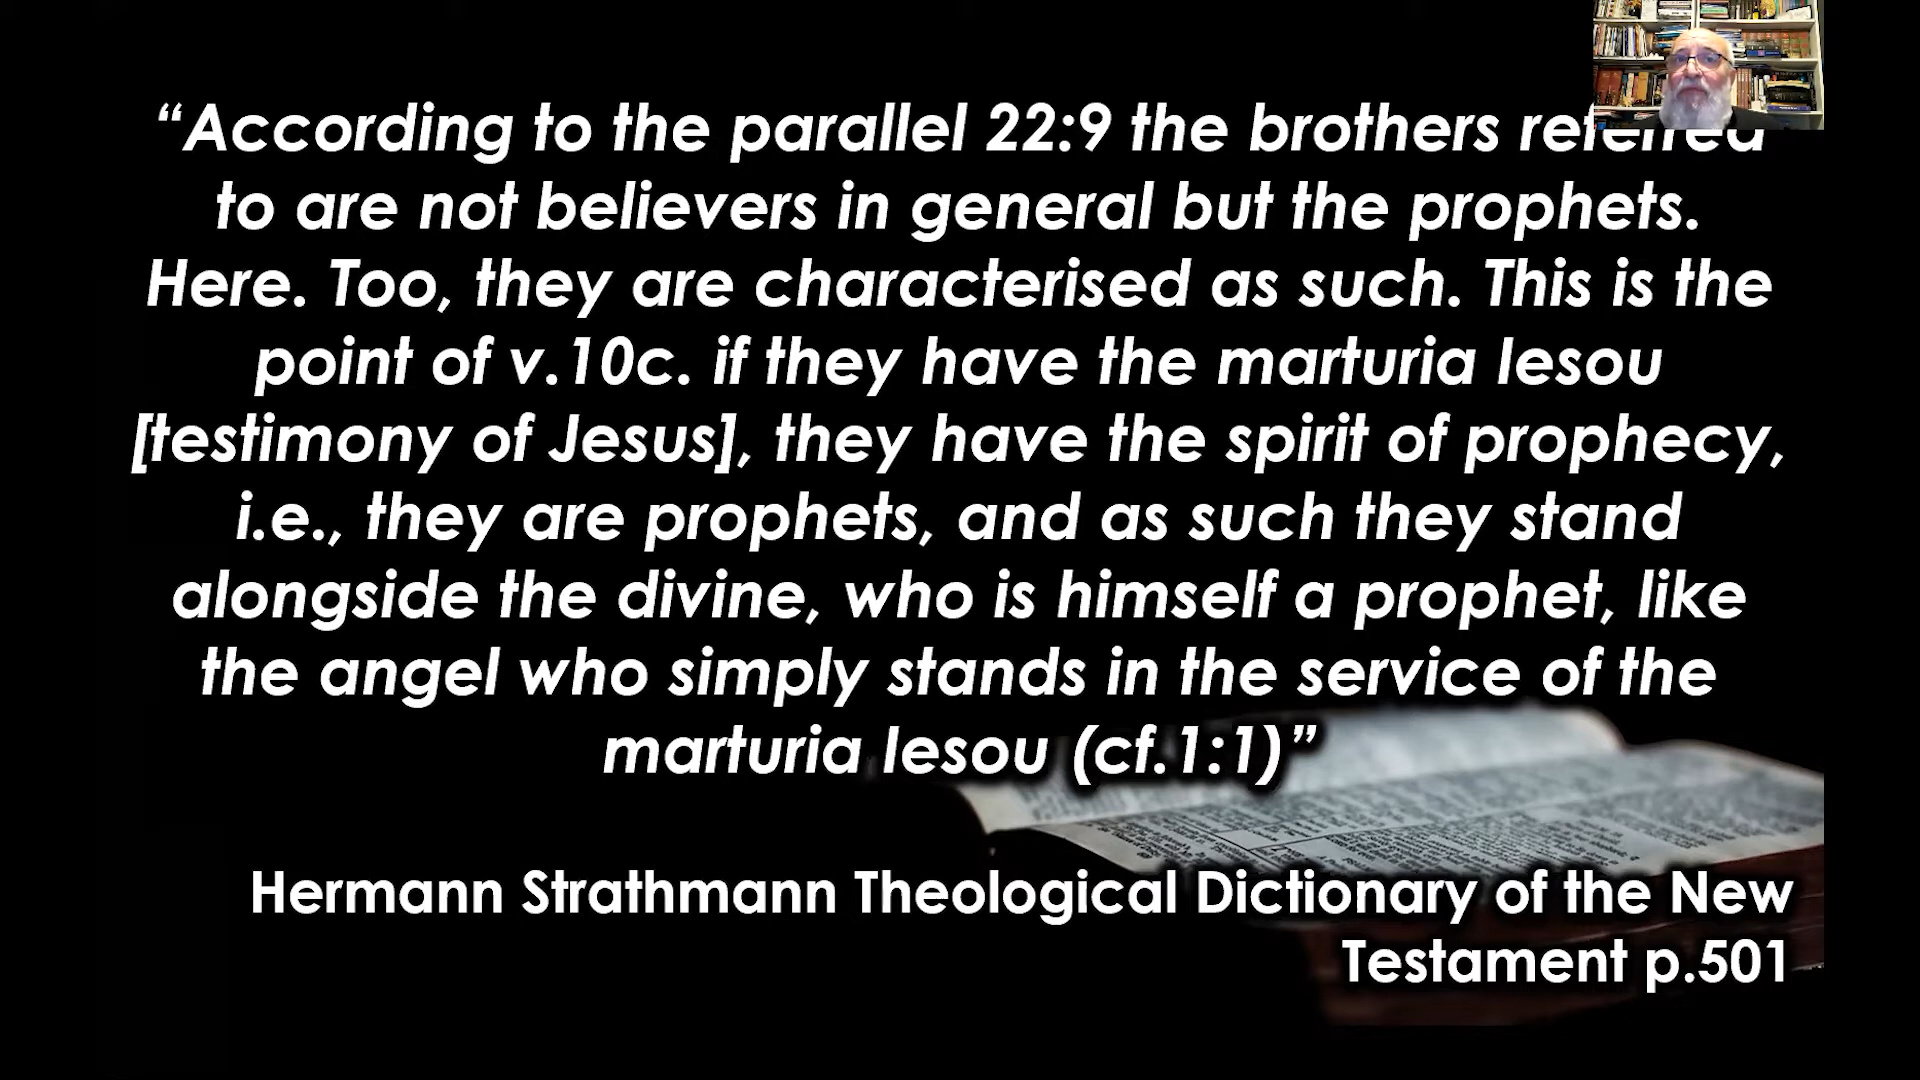 “According to the parallel 22:9 the brothers referred
to are not believers in general but the prophets.
Here. Too, they are characterised as such. This is the
point of v.10c. if they have the marturia Iesou
[testimony of Jesus], they have the spirit of prophecy,
i.e., they are prophets, and as such they stand
alongside the divine, who is himself a prophet, like
the angel who simply stands in the service of the
marturia Iesou (cf.1:1)”
Hermann Strathmann Theological Dictionary of the New
Testament p.501